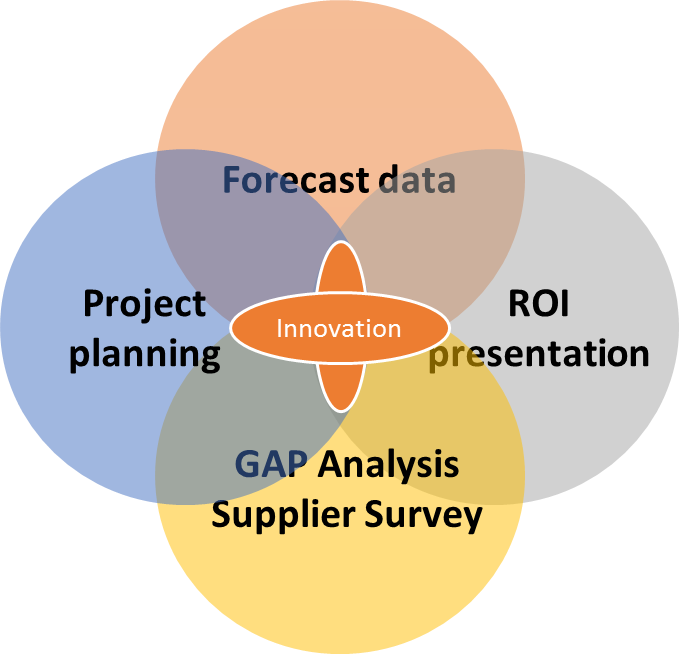 Forecast data
Project
planning
Innovation
ROI
presentation
GAP Analysis
Supplier Survey